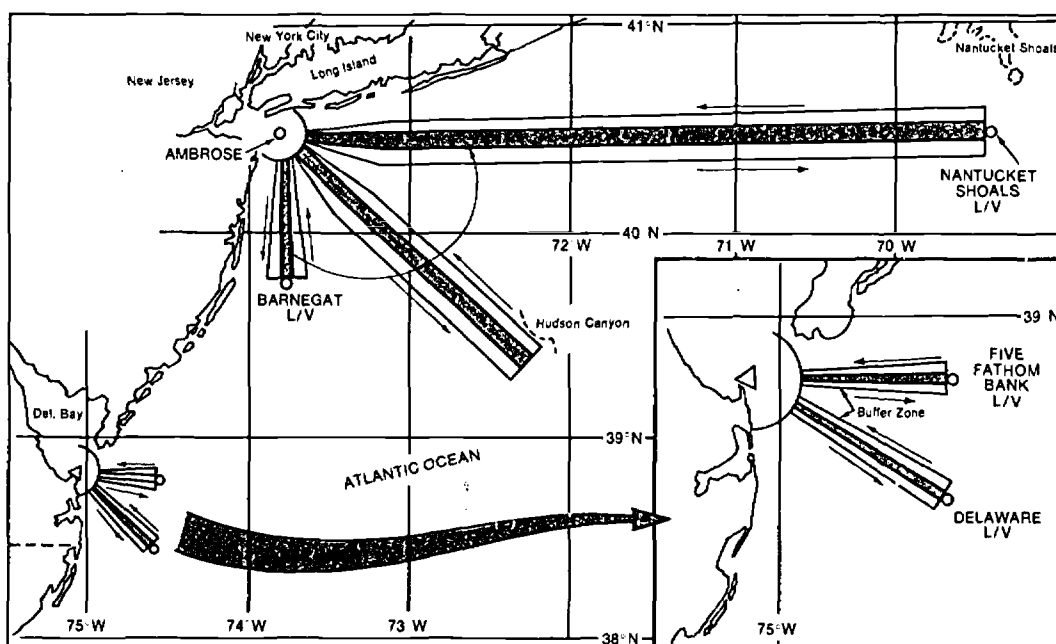 41° N
New York City
Nantucket Shoals
Long Island
New Jersey
AMBROSE
NANTUCKET
SHOALS
L/V
40 N
72 W
71 W
70 W
BARNEGAT
L/V
Hudson Canyon
39 N
FIVE
FATHOM
BANK
L/V
Buffer Zone
Del. Bay
39°N
ATLANTIC OCEAN
DELAWARE
L/V
75°W
74°W
73°W
38°N
75°W